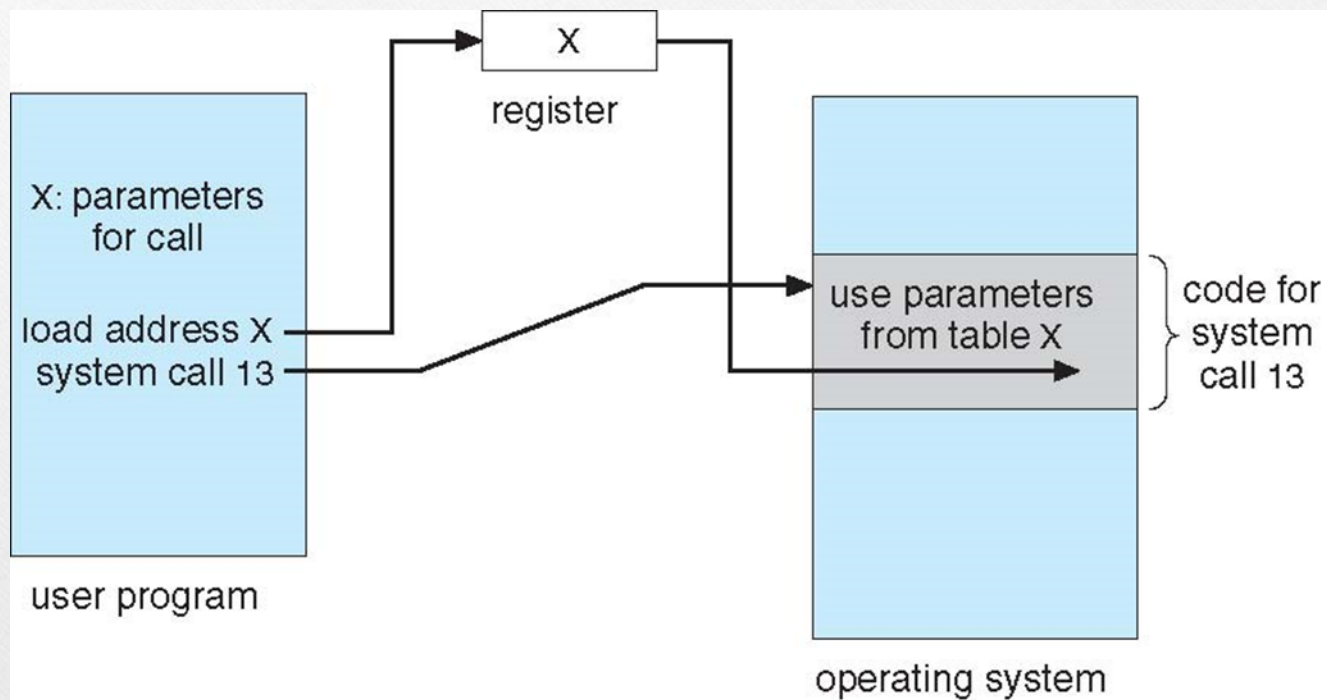 X
register
X: parameters
for call
load address X
system call 13
user program
use parameters
from table X
code for
system
call 13
operating system